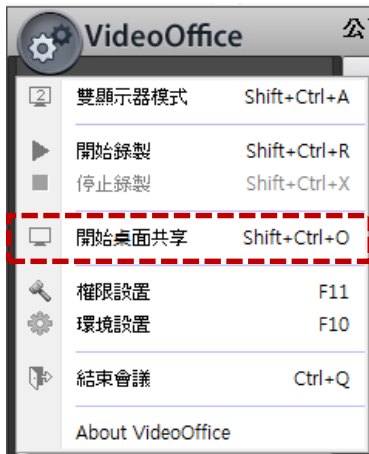 VideoOffice 公
2 雙顯示器模式 Shift+Ctrl+A
開始錄製 Shift+Ctrl+R
停止錄製 Shift+Ctrl+X
開始桌面共享 Shift+Ctrl+O
權限設置 F11
環境設置 F10
結束會議 Ctrl+Q
About VideoOffice